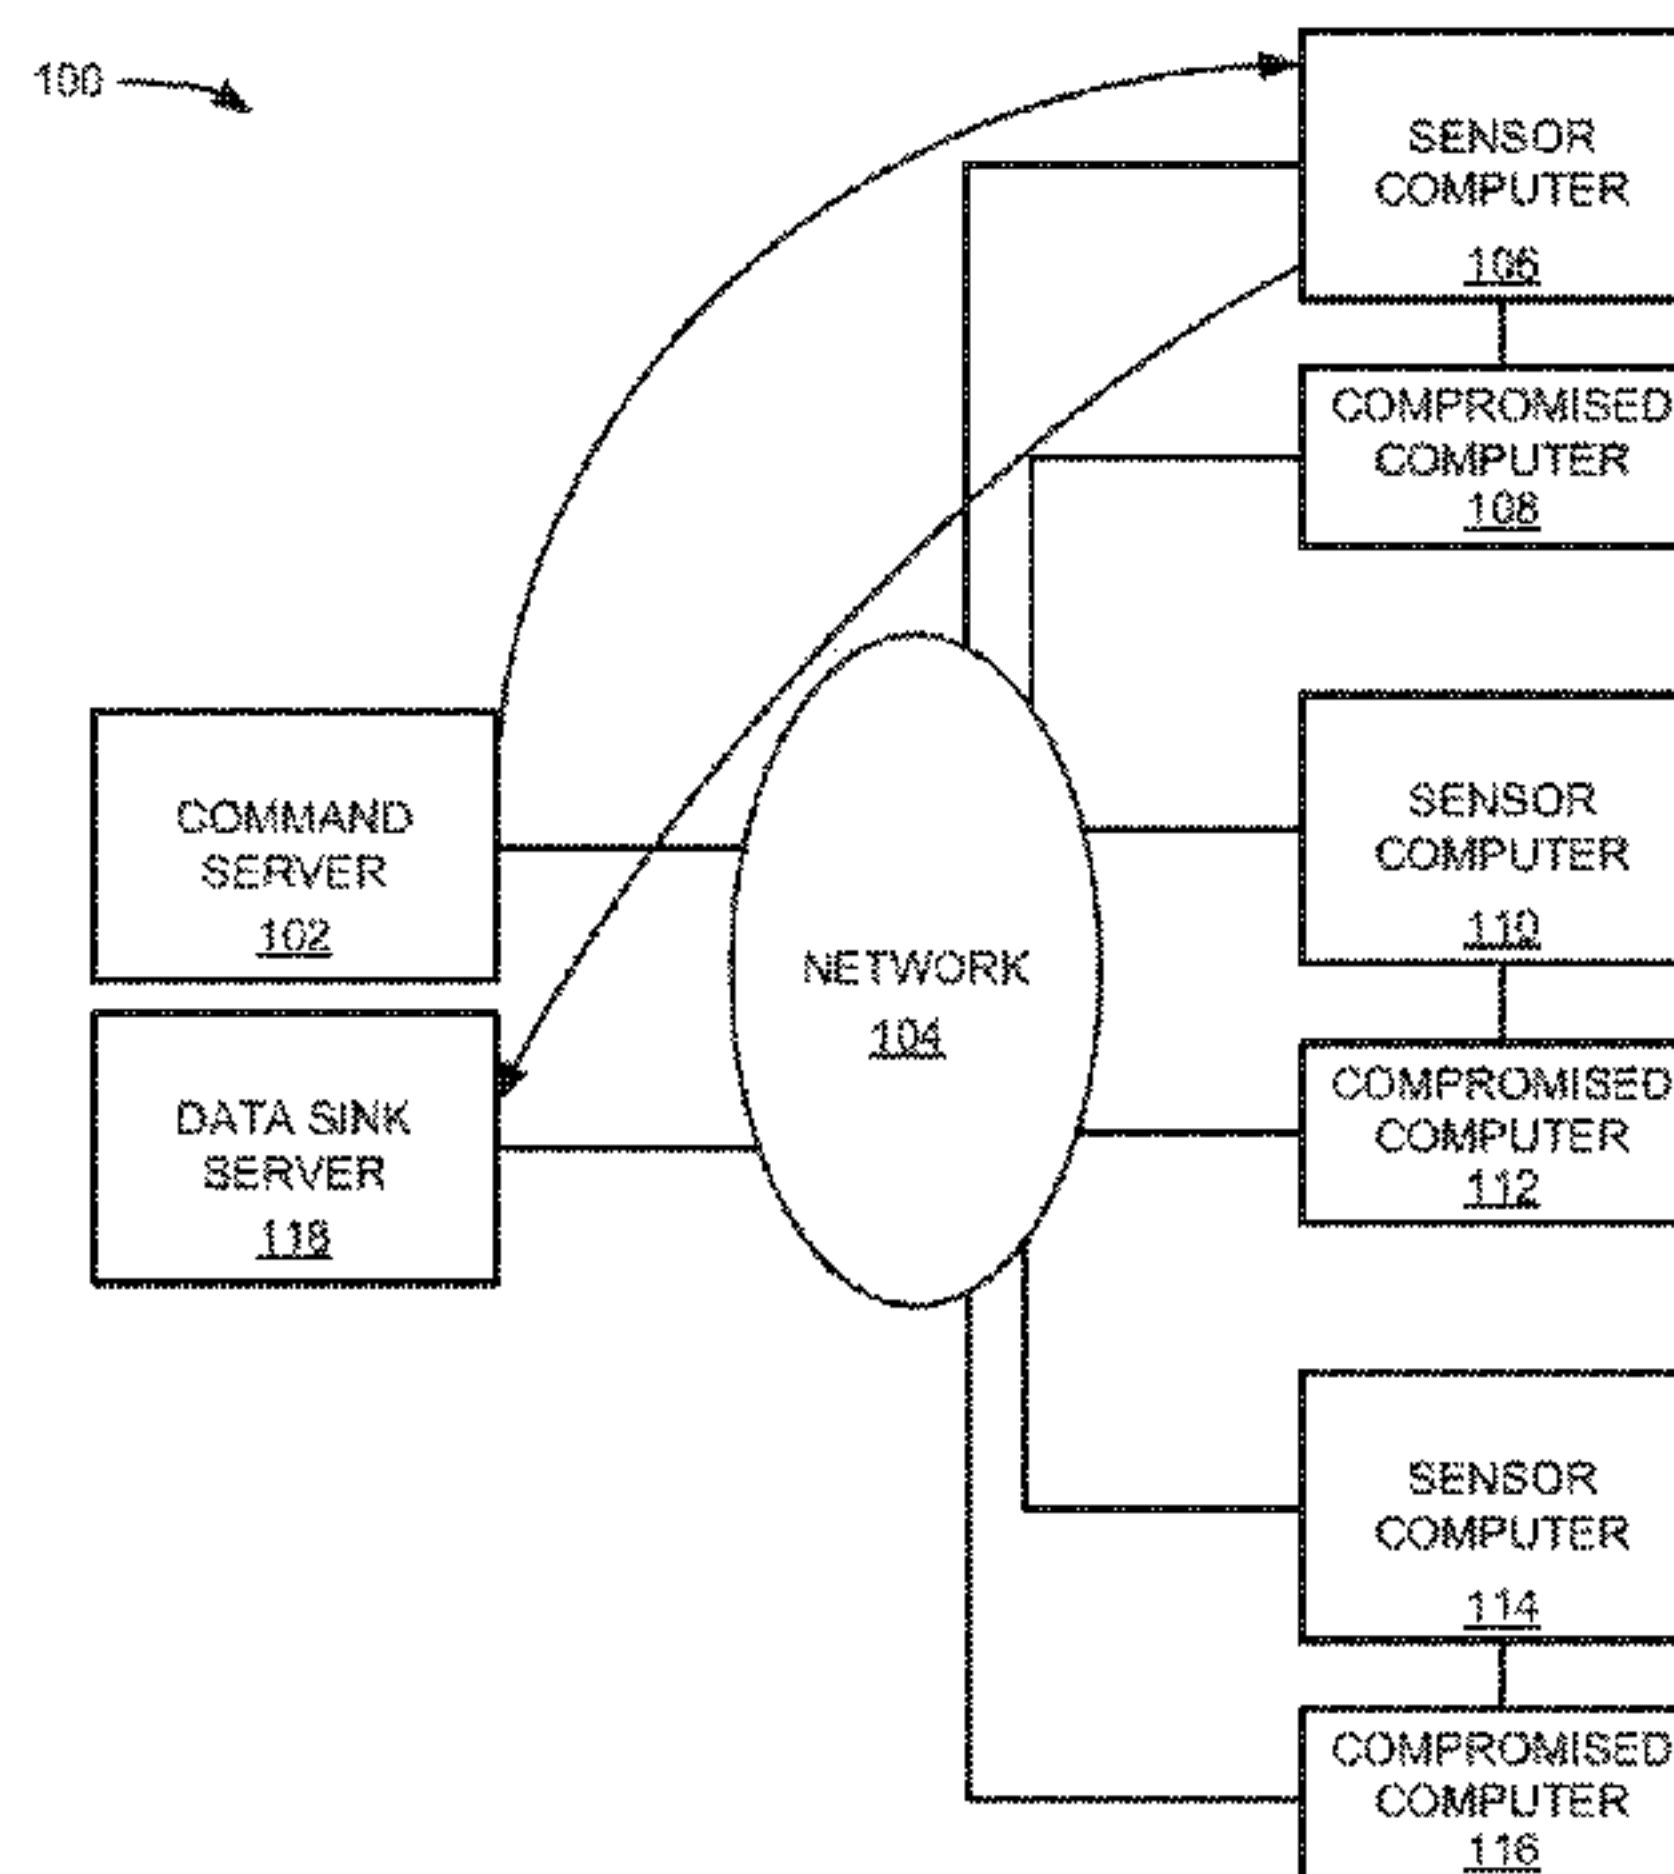 100
SENSOR
COMPUTER
106
COMPROMISED
COMPUTER
108
COMMAND
SERVER
102
DATA SINK
SERVER
118
NETWORK
104
SENSOR
COMPUTER
110
COMPROMISED
COMPUTER
112
SENSOR
COMPUTER
114
COMPROMISED
COMPUTER
116